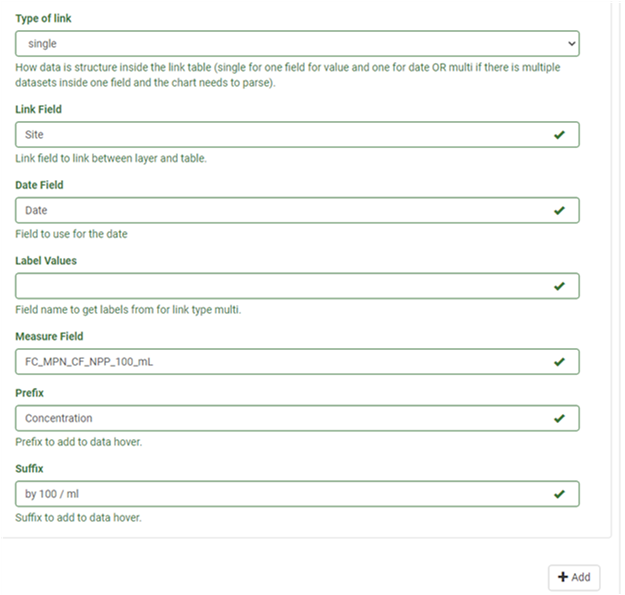 Type of link
single
How data is structure inside the link table (single for one field for value and one for date OR multi if there is multiple
datasets inside one field and the chart needs to parse).
Link Field
Site
Link field to link between layer and table.
Date Field
Date
Field to use for the date
Label Values
Field name to get labels from for link type multi.
Measure Field
FC_MPN_CF_NPP_100_mL
Prefix
Concentration
Prefix to add to data hover.
Suffix
by 100 / ml
Suffix to add to data hover.
Add